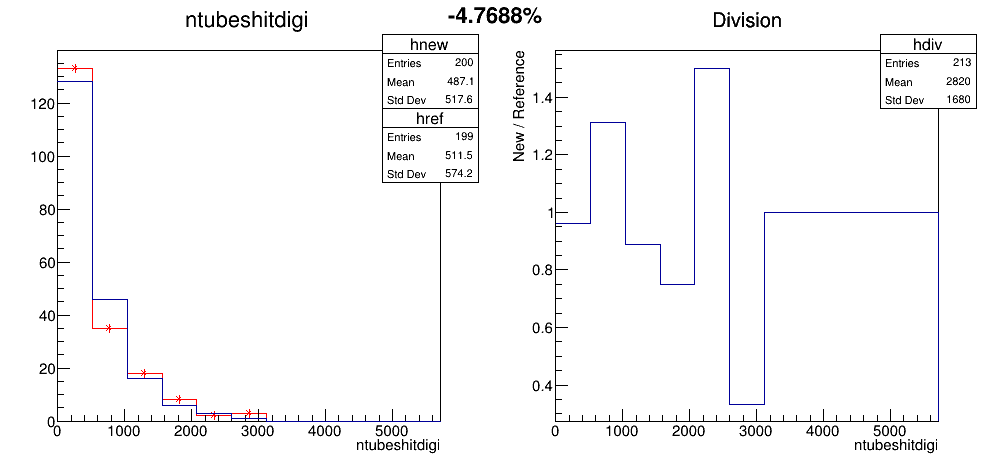 ntubeshitdigi
-4.7688%
Division
hnew
Entries 200
Mean 487.1
Std Dev 517.6
href
Entries 199
Mean 511.5
Std Dev 574.2
120
100
80
60
40
20
0
0 1000 2000 3000 4000 5000
ntubeshitdigi
hdiv
Entries 213
Mean 2820
Std Dev 1680
New / Reference
1.4
1.2
1
0.8
0.6
0.4
0 1000 2000 3000 4000 5000
ntubeshitdigi